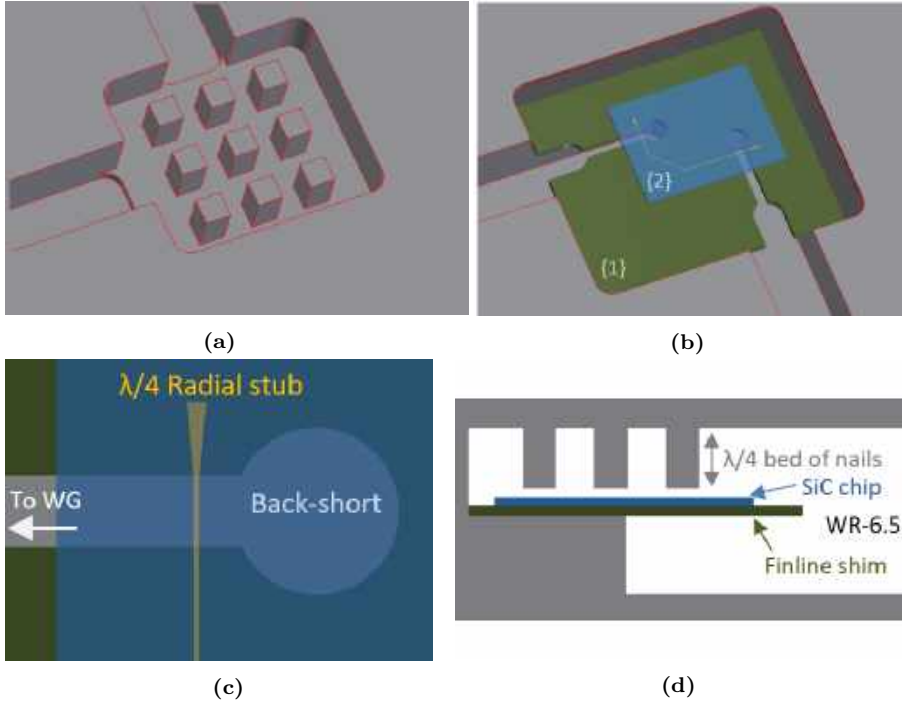 {1}
{2}
(a)
(b)
λ/4 Radial stub
To WG
Back-short
λ/4 bed of nails
SiC chip
WR-6.5
Finline shim
(c)
(d)